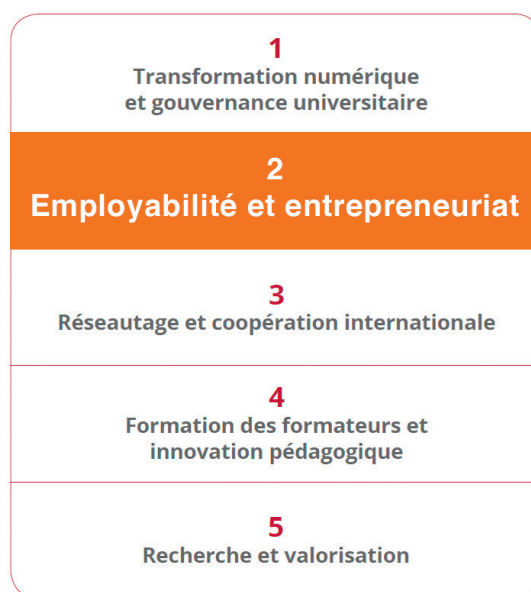 1
Transformation numérique
et gouvernance universitaire
2
Employabilité et entrepreneuriat
3
Réseautage et coopération internationale
4
Formation des formateurs et
innovation pédagogique
5
Recherche et valorisation